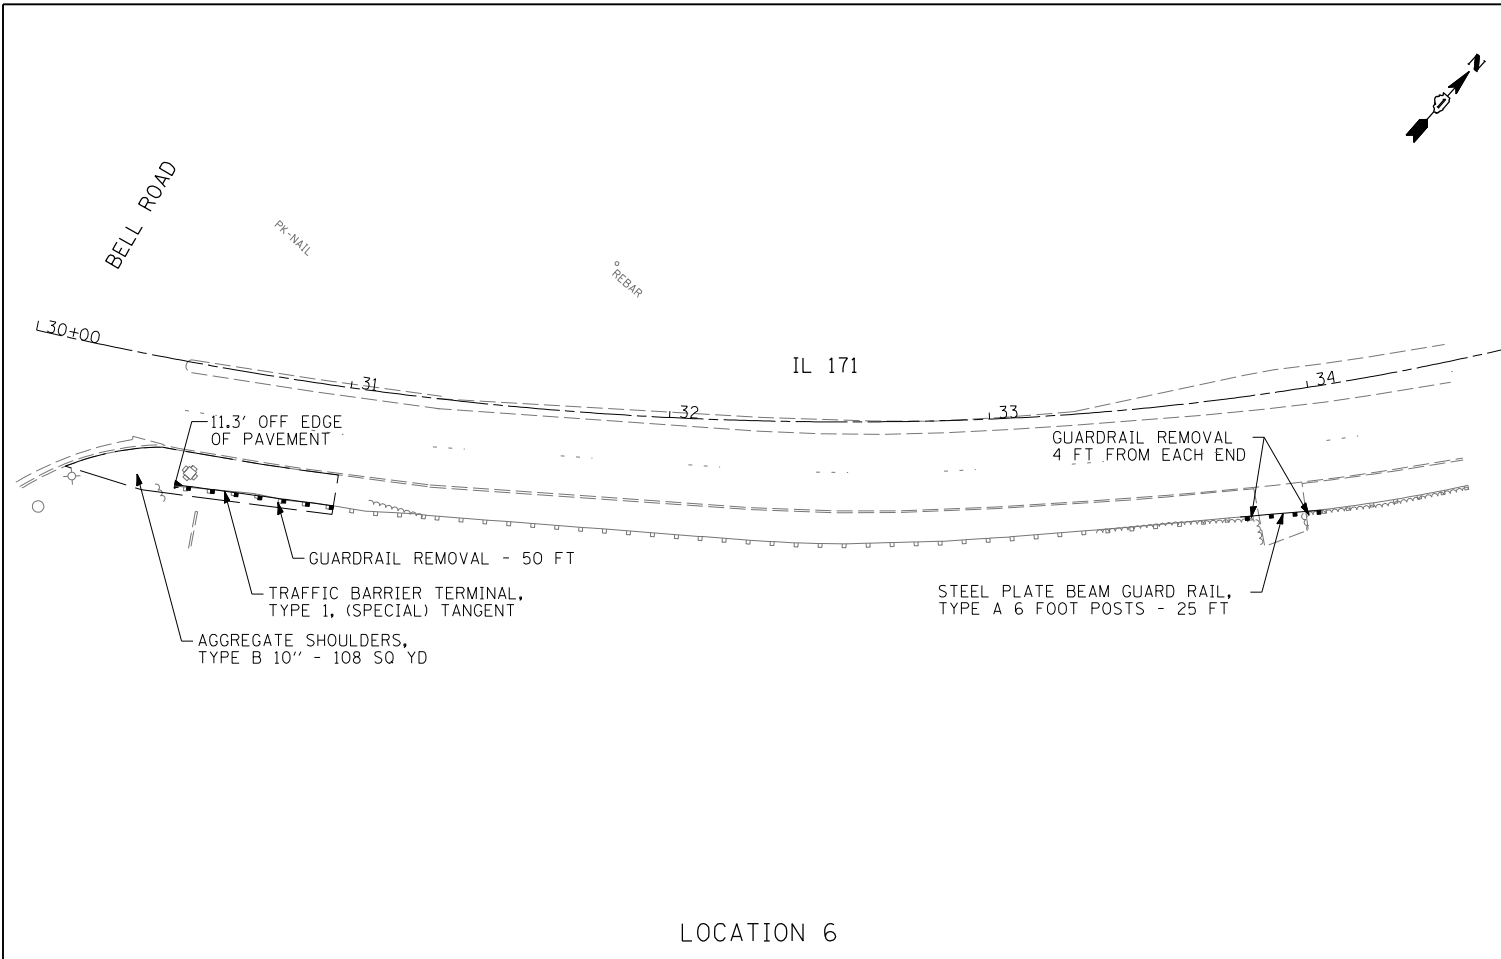 N
BELL ROAD
PK-NAIL
REBAR
30±00
IL 171
31
34
32
33
11.3' OFF EDGE
OF PAVEMENT
GUARDRAIL REMOVAL
4 FT FROM EACH END
GUARDRAIL REMOVAL - 50 FT
TRAFFIC BARRIER TERMINAL,
TYPE 1, (SPECIAL) TANGENT
STEEL PLATE BEAM GUARD RAIL,
TYPE A 6 FOOT POSTS - 25 FT
AGGREGATE SHOULDERS,
TYPE B 10'' - 108 SQ YD
LOCATION 6